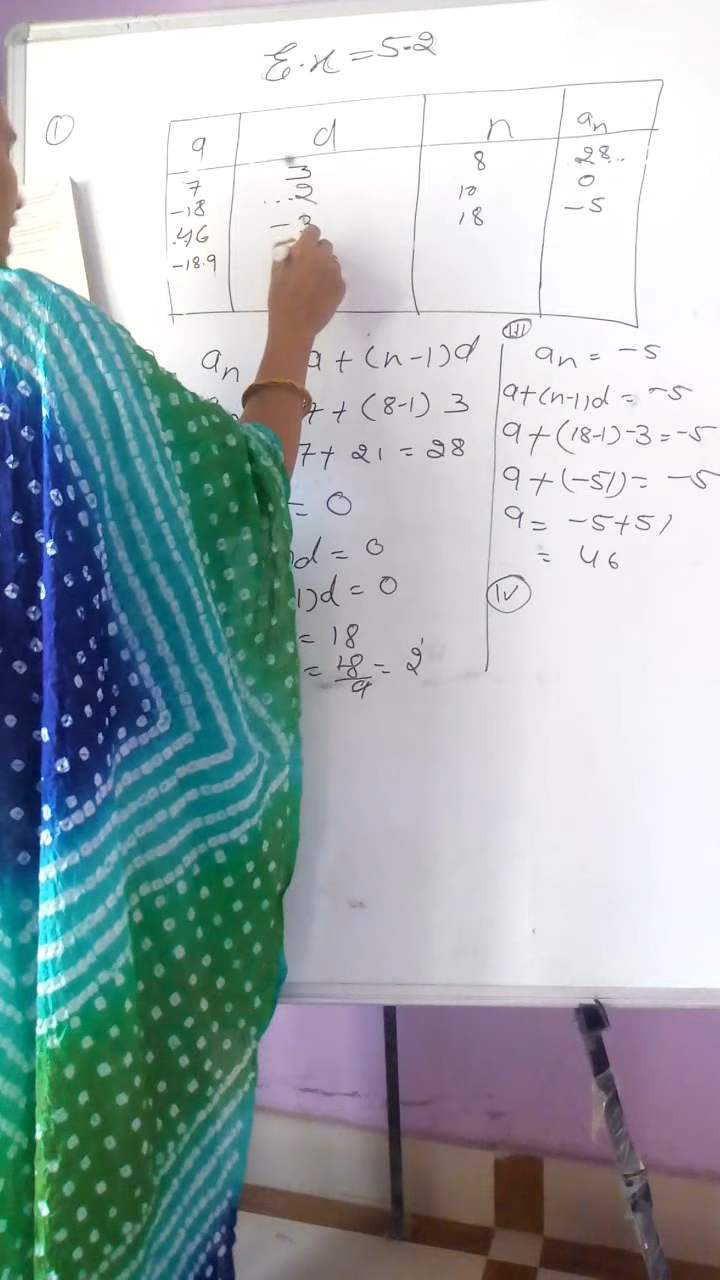 E.x = 5.2
①
a d n an
7 3 8 28..
-18 ...2 10 0
46 - 18 -5
-18.9
an a + (n-1)d
7 + (8-1) 3
7 + 21 = 28
= 0
)d = 0
1)d = 0
= 18
= 18/9 = 2
(iii) an = -5
a+(n-1)d = -5
a+(18-1)-3=-5
a+(-51) = -5
a = -5+51
= 46
(iv)